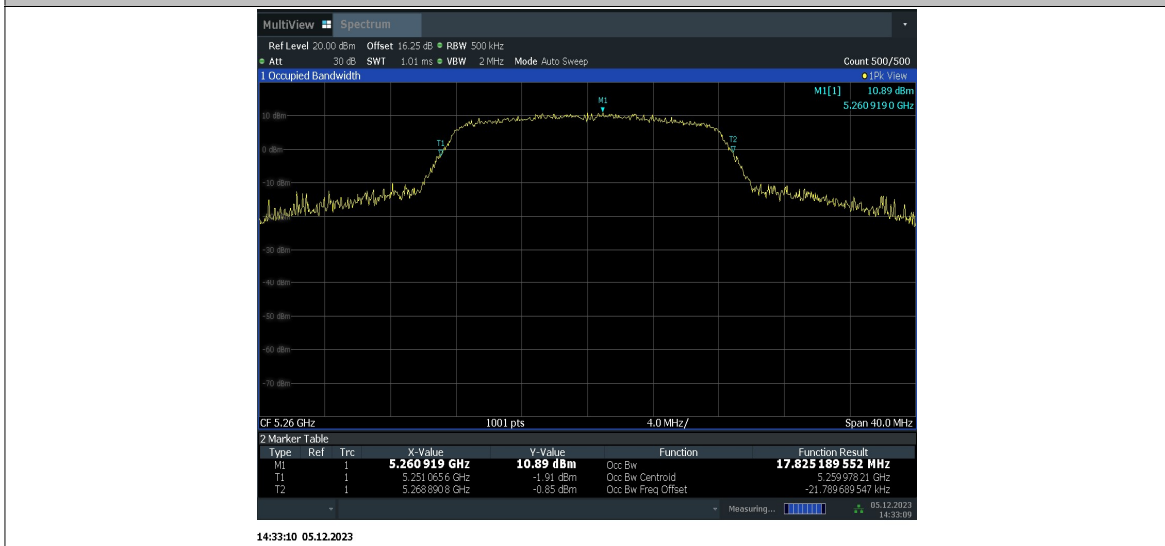 MultiView Spectrum
Ref Level 20.00 dBm Offset 16.25 dB RBW 500 kHz
Att 30 dB SWT 1.01 ms VBW 2 MHz Mode Auto Sweep Count 500/500
1 Occupied Bandwidth 1Pk View
M1[1] 10.89 dBm
5.260 919 0 GHz
M1
10 dBm
T1
T2
0 dBm
-10 dBm
-30 dBm
-40 dBm
-50 dBm
-60 dBm
-70 dBm
CF 5.26 GHz 1001 pts 4.0 MHz/ Span 40.0 MHz
2 Marker Table
Type Ref Trc X-Value Y-Value Function Function Result
M1 1 5.260 919 GHz 10.89 dBm Occ Bw 17.825 189 552 MHz
T1 1 5.251 065 6 GHz -1.91 dBm Occ Bw Centroid 5.259 978 21 GHz
T2 1 5.268 890 8 GHz -0.85 dBm Occ Bw Freq Offset -21.789 689 547 kHz
Measuring... 05.12.2023
14:33:09
14:33:10 05.12.2023